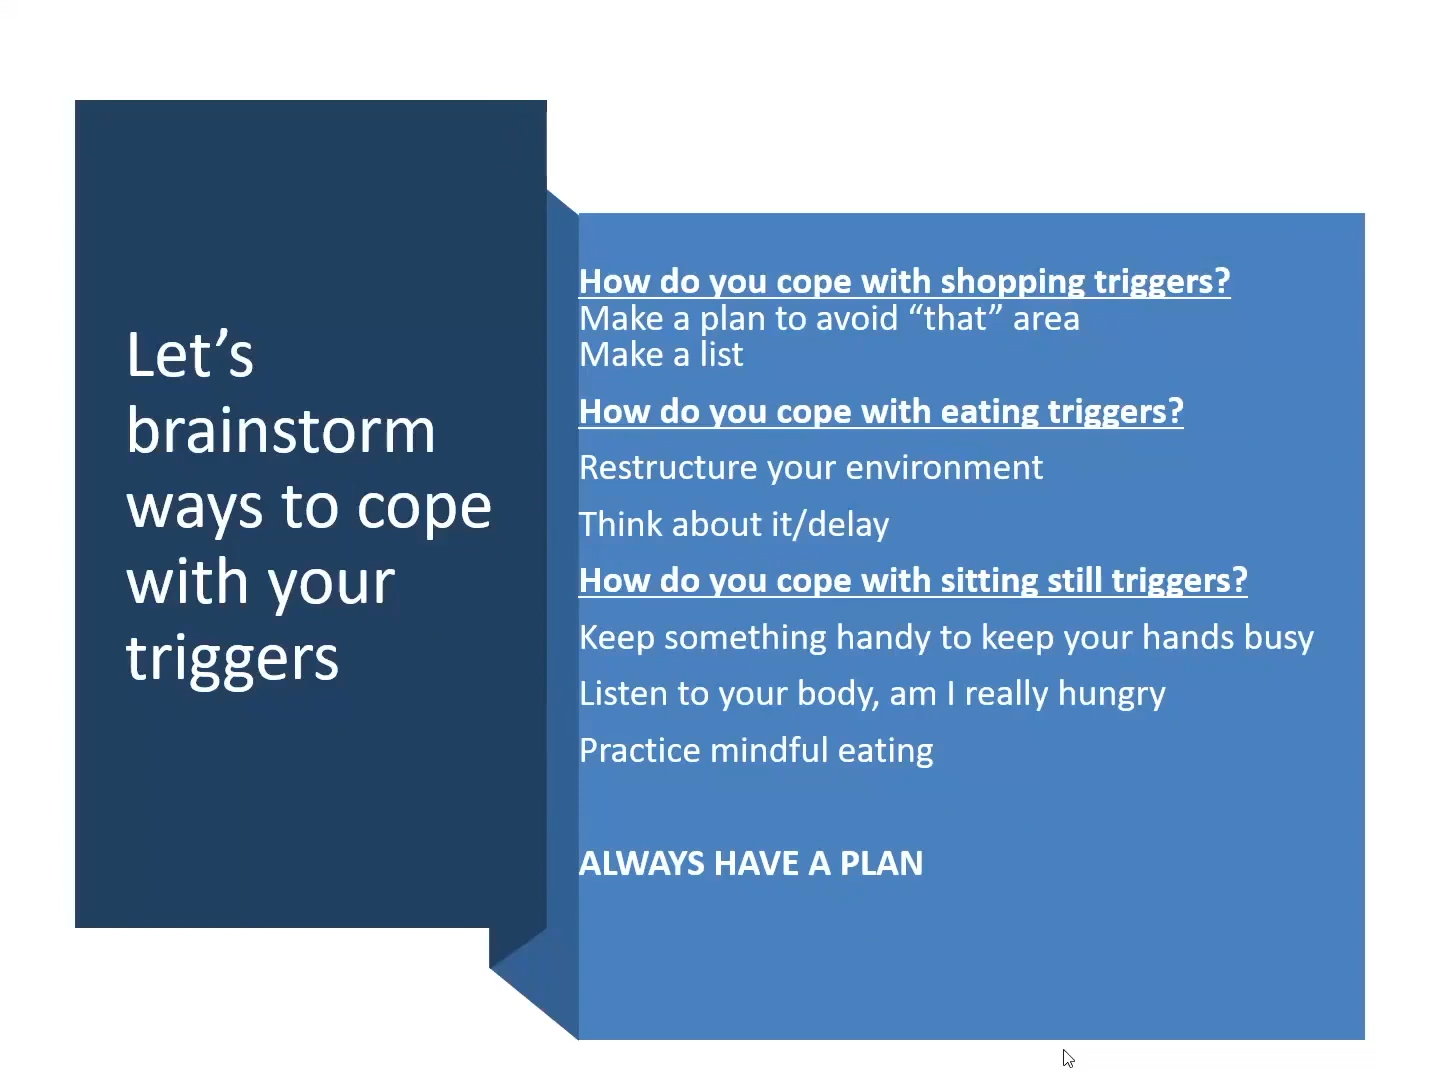 Let’s
brainstorm
ways to cope
with your
triggers
How do you cope with shopping triggers?
Make a plan to avoid “that” area
Make a list
How do you cope with eating triggers?
Restructure your environment
Think about it/delay
How do you cope with sitting still triggers?
Keep something handy to keep your hands busy
Listen to your body, am I really hungry
Practice mindful eating
ALWAYS HAVE A PLAN